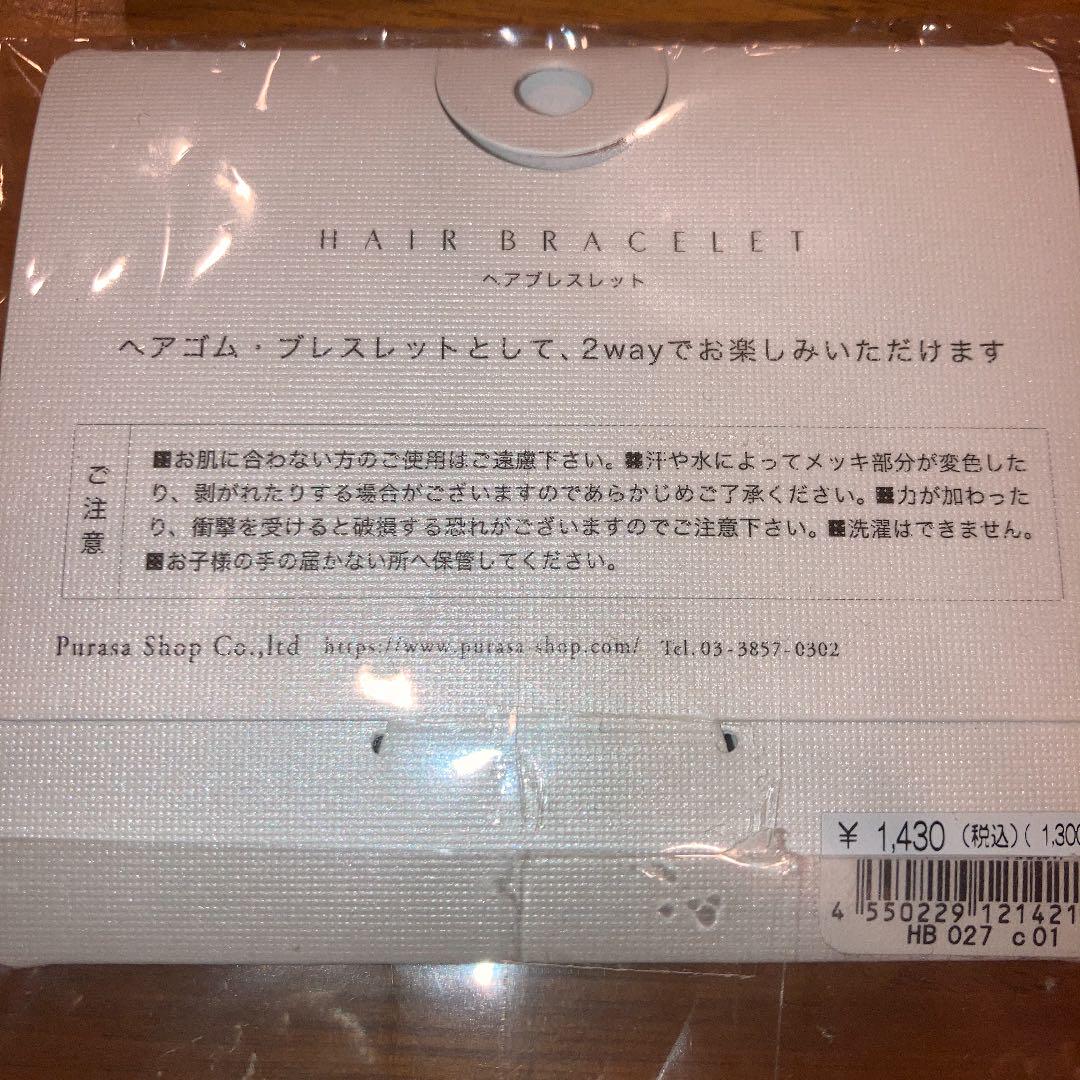 HAIR BRACELET
ヘアブレスレット
ヘアゴム・ブレスレットとして、2wayでお楽しみいただけます
ご注意
■お肌に合わない方のご使用はご遠慮下さい。■汗や水によってメッキ部分が変色した
り、剥がれたりする場合がございますのであらかじめご了承ください。■力が加わった
り、衝撃を受けると破損する恐れがございますのでご注意下さい。■洗濯はできません。
■お子様の手の届かない所へ保管してください。
Purasa Shop Co.,ltd https://www.purasa-shop.com/ Tel. 03-3857-0302
¥ 1,430 (税込) ( 1,300
4 550229 121421
HB 027 c 01